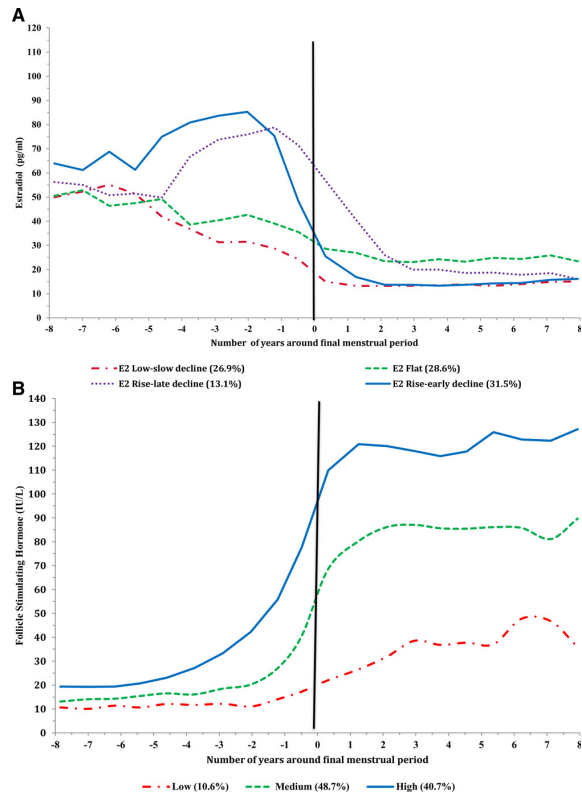 A
120
110
100
90
80
70
60
50
40
30
20
10
0
Estradiol (pg/ml)
-8 -7 -6 -5 -4 -3 -2 -1 0 1 2 3 4 5 6 7 8
Number of years around final menstrual period
E2 Low-slow decline (26.9%) E2 Flat (28.6%)
E2 Rise-late decline (13.1%) E2 Rise-early decline (31.5%)
B
140
130
120
110
100
90
80
70
60
50
40
30
20
10
0
Follicle Stimulating Hormone (IU/L)
-8 -7 -6 -5 -4 -3 -2 -1 0 1 2 3 4 5 6 7 8
Number of years around final menstrual period
Low (10.6%) Medium (48.7%) High (40.7%)